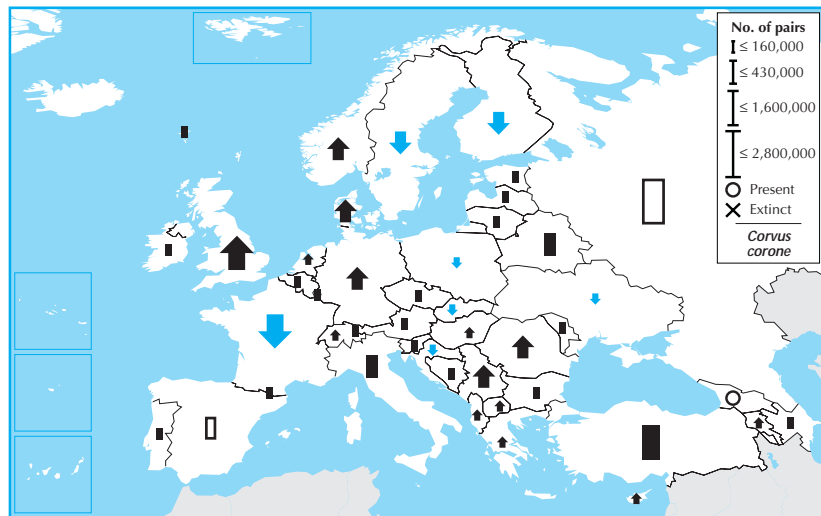 No. of pairs
≤ 160,000
≤ 430,000
≤ 1,600,000
≤ 2,800,000
Present
Extinct
Corvus
corone